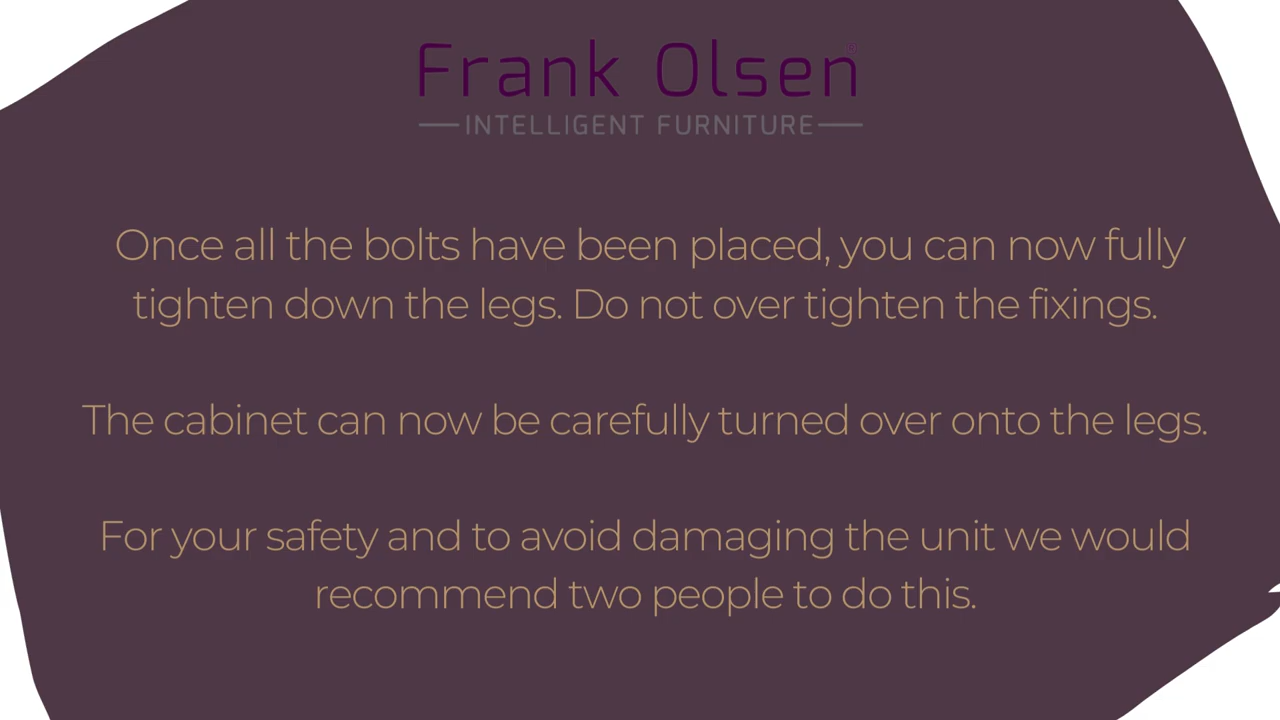 Frank Olsen®
INTELLIGENT FURNITURE
Once all the bolts have been placed, you can now fully
tighten down the legs. Do not over tighten the fixings.
The cabinet can now be carefully turned over onto the legs.
For your safety and to avoid damaging the unit we would
recommend two people to do this.